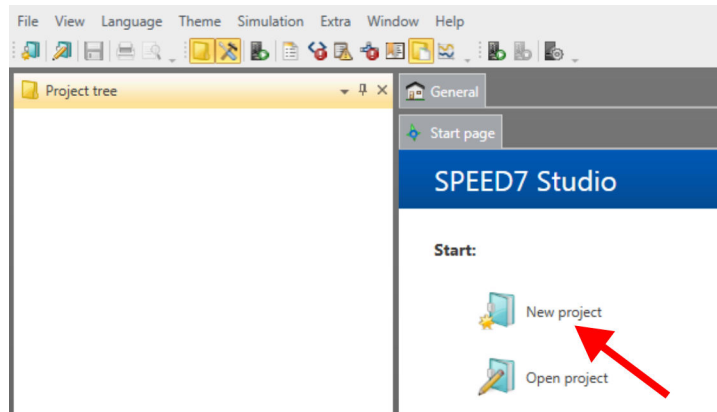 File View Language Theme Simulation Extra Window Help
Project tree
General
Start page
SPEED7 Studio
Start:
New project
Open project